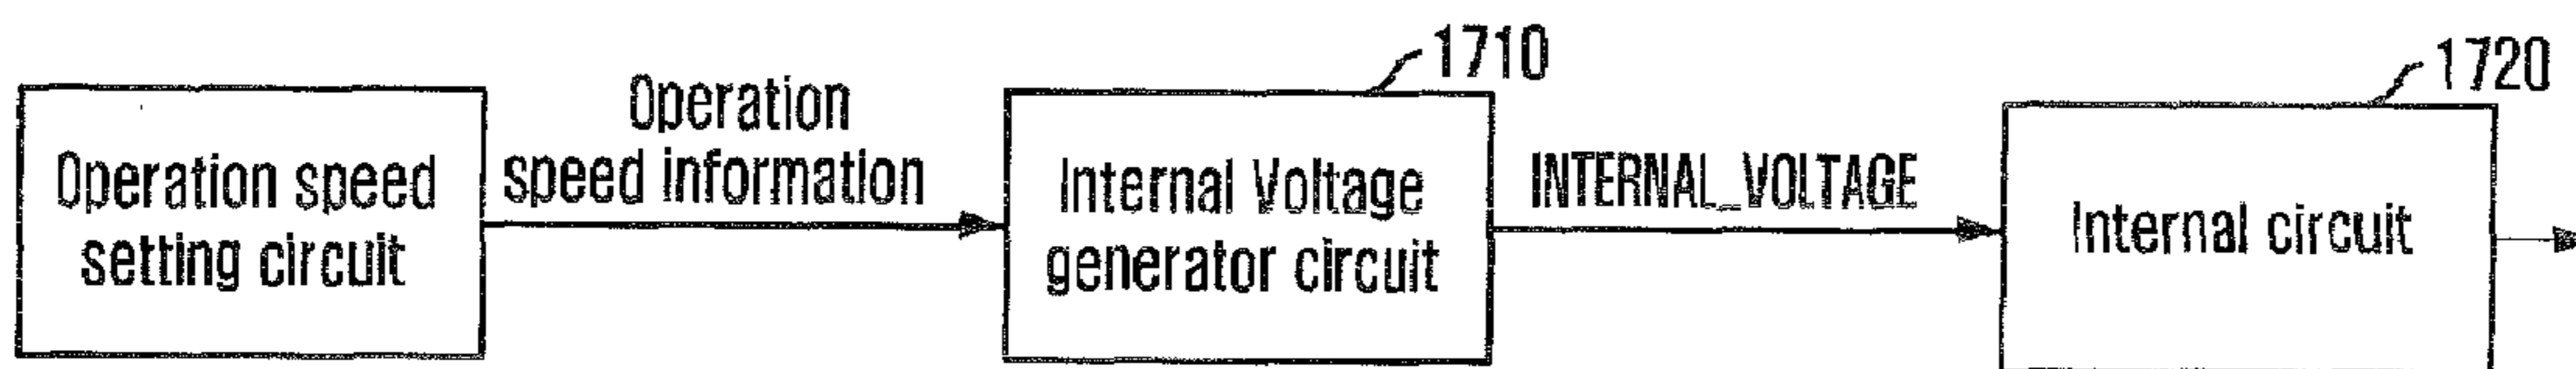 1710
1720
Operation speed
setting circuit
Operation
speed information
Internal Voltage
generator circuit
INTERNAL_VOLTAGE
Internal circuit